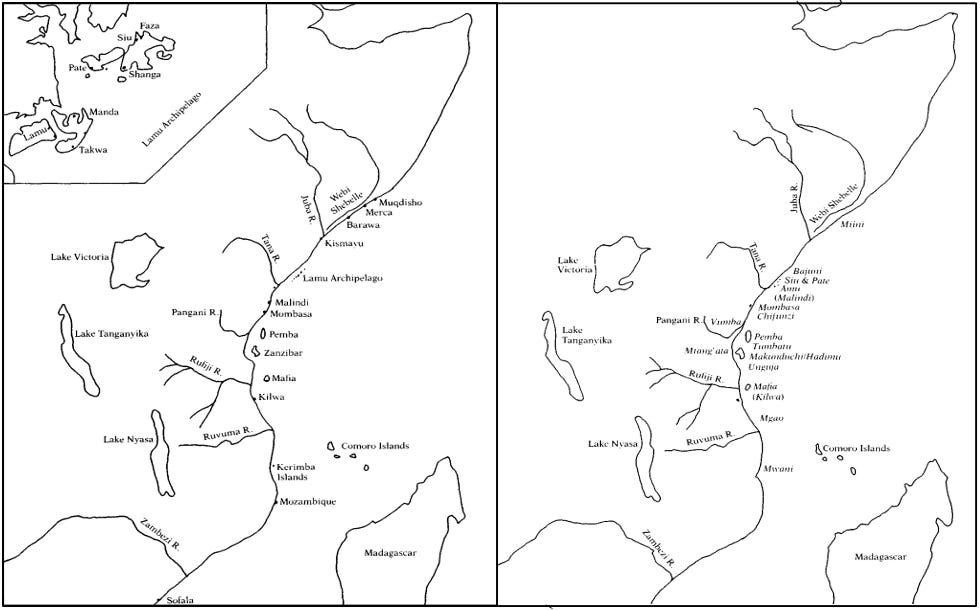 Faza
Siu
Pate
Shanga
Manda
Lamu
Takwa
Lamu Archipelago
Juba R.
Webi
Shebelle
Muqdisho
Merca
Barawa
Kismayu
Tana R.
Lake Victoria
Lamu Archipelago
Malindi
Mombasa
Pangani R.
Lake Tanganyika
Pemba
Zanzibar
Rufiji R.
Mafia
Kilwa
Lake Nyasa
Ruvuma R.
Comoro Islands
Kerimba
Islands
Mozambique
Zambezi R.
Madagascar
Sofala
Juba R.
Webi Shebelle
Miini
Tana R.
Lake
Victoria
Bajuni
Siu & Pate
Amu
(Malindi)
Mombasa
Chifunzi
Pangani R.
Vumba
Lake
Tanganyika
Pemba
Tumbatu
Mtang'ata
Makunduchi/Hadimu
Unguja
Rufiji R.
Mafia
(Kilwa)
Mgao
Lake Nyasa
Ruvuma R.
Comoro Islands
Mwani
Zambezi R.
Madagascar